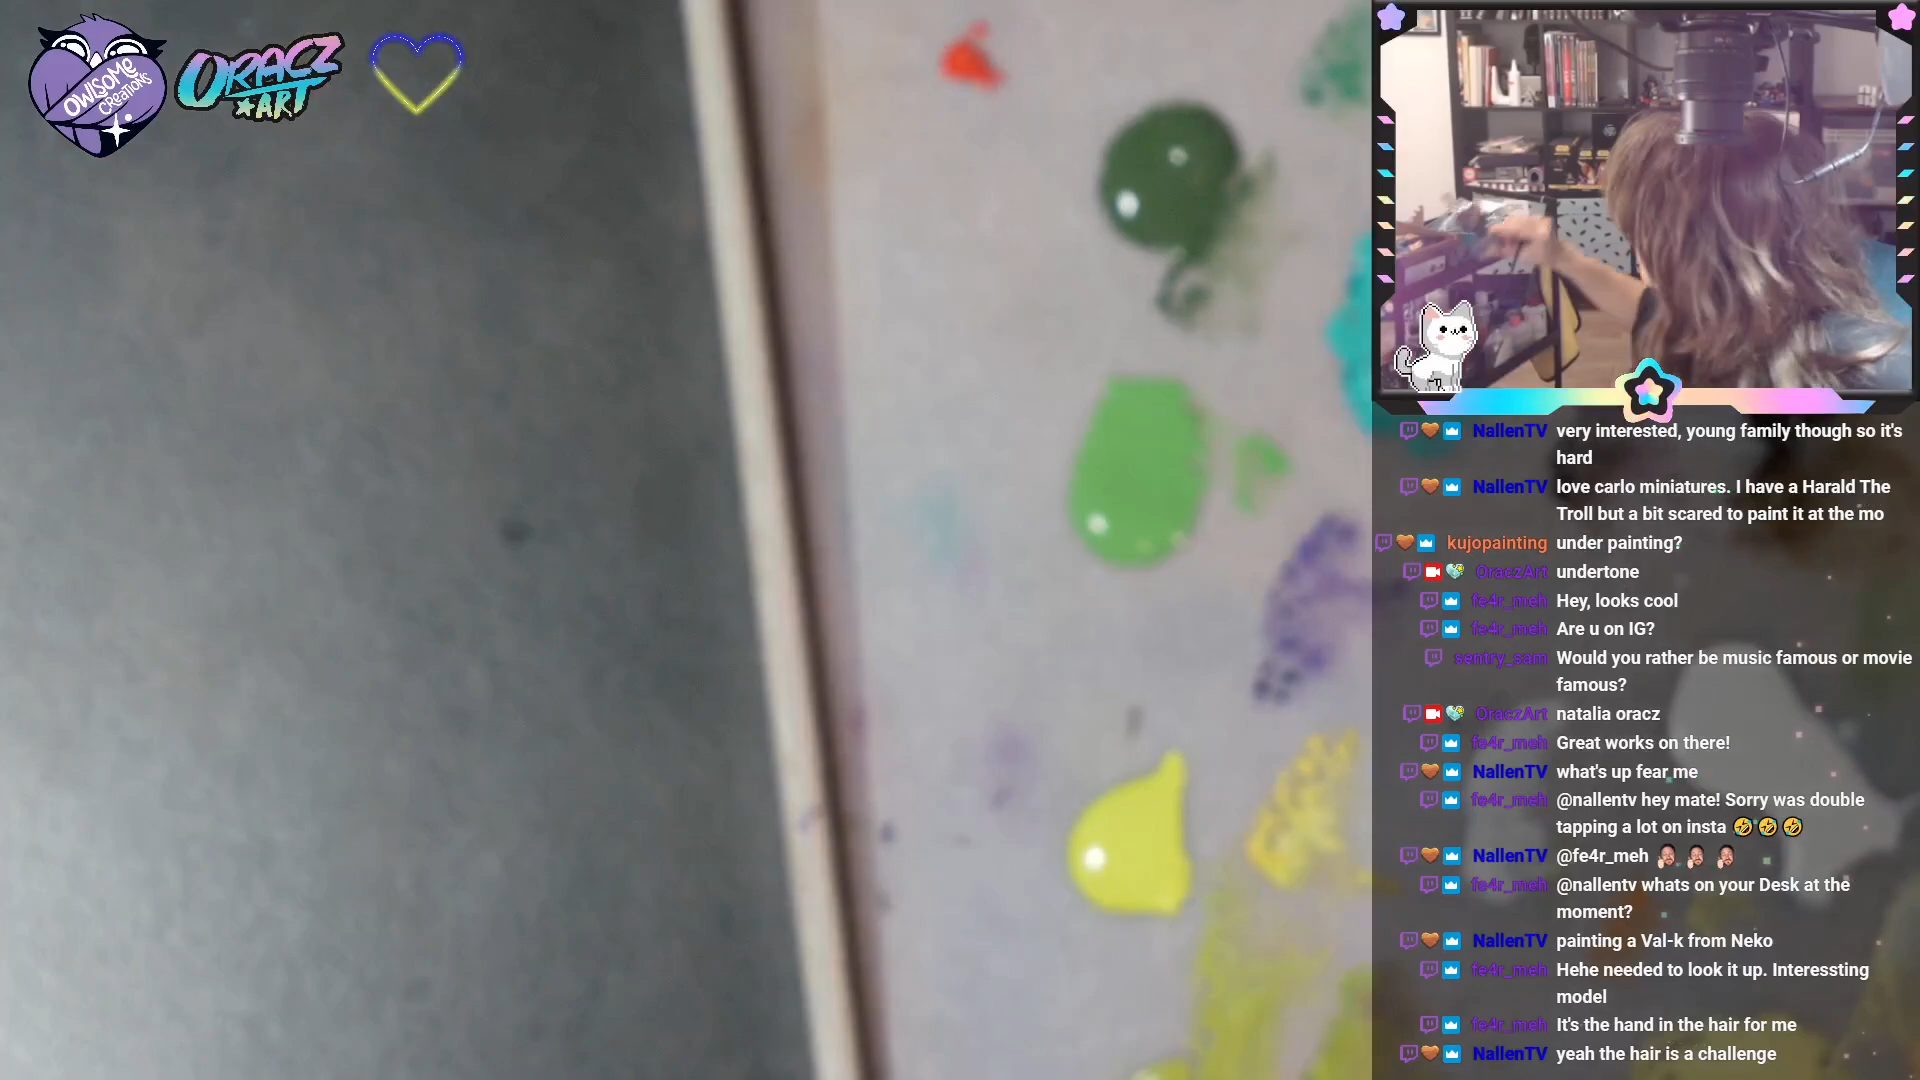 OWLSOME
CREATIONS
ORACZ
ART
NallenTV very interested, young family though so it's
hard
NallenTV love carlo miniatures. I have a Harald The
Troll but a bit scared to paint it at the mo
kujopainting under painting?
OraczArt undertone
fe4r_meh Hey, looks cool
fe4r_meh Are u on IG?
sentry_sam Would you rather be music famous or movie
famous?
OraczArt natalia oracz
fe4r_meh Great works on there!
NallenTV what's up fear me
fe4r_meh @nallentv hey mate! Sorry was double
tapping a lot on insta 🤣🤣🤣
NallenTV @fe4r_meh
fe4r_meh @nallentv whats on your Desk at the
moment?
NallenTV painting a Val-k from Neko
fe4r_meh Hehe needed to look it up. Interessting
model
fe4r_meh It's the hand in the hair for me
NallenTV yeah the hair is a challenge